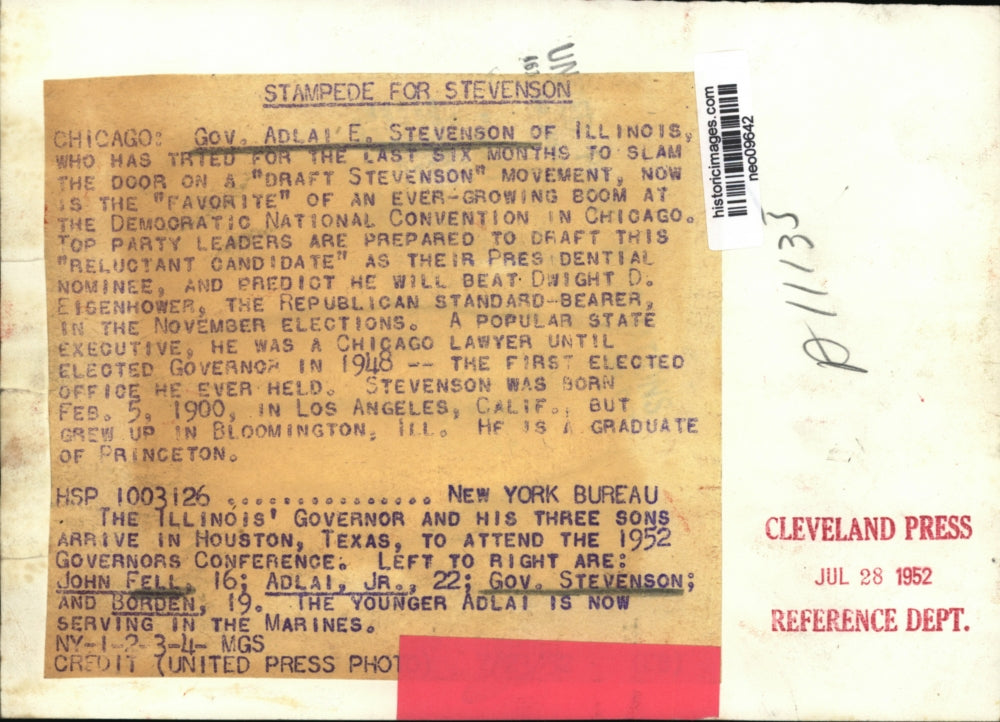 STAMPEDE FOR STEVENSON
CHICAGO: GOV. ADLAI E. STEVENSON OF ILLINOIS,
WHO HAS TRIED FOR THE LAST SIX MONTHS TO SLAM
THE DOOR ON A "DRAFT STEVENSON" MOVEMENT, NOW
IS THE "FAVORITE" OF AN EVER-GROWING BOOM AT
THE DEMOCRATIC NATIONAL CONVENTION IN CHICAGO.
TOP PARTY LEADERS ARE PREPARED TO DRAFT THIS
"RELUCTANT CANDIDATE" AS THEIR PRESIDENTIAL
NOMINEE, AND PREDICT HE WILL BEAT DWIGHT D.
EISENHOWER, THE REPUBLICAN STANDARD-BEARER,
IN THE NOVEMBER ELECTIONS. A POPULAR STATE
EXECUTIVE, HE WAS A CHICAGO LAWYER UNTIL
ELECTED GOVERNOR IN 1948 -- THE FIRST ELECTED
OFFICE HE EVER HELD. STEVENSON WAS BORN
FEB. 5, 1900, IN LOS ANGELES, CALIF., BUT
GREW UP IN BLOOMINGTON, ILL. HE IS A GRADUATE
OF PRINCETON.
HSP 1003126 ................ NEW YORK BUREAU
THE ILLINOIS' GOVERNOR AND HIS THREE SONS
ARRIVE IN HOUSTON, TEXAS, TO ATTEND THE 1952
GOVERNORS CONFERENCE. LEFT TO RIGHT ARE:
JOHN FELL, 16; ADLAI, JR., 22; GOV. STEVENSON;
AND BORDEN, 19. THE YOUNGER ADLAI IS NOW
SERVING IN THE MARINES.
NY-1-2-3-4- MGS
CREDIT (UNITED PRESS PHOTO
historicimages.com
neo09642
CLEVELAND PRESS
JUL 28 1952
REFERENCE DEPT.